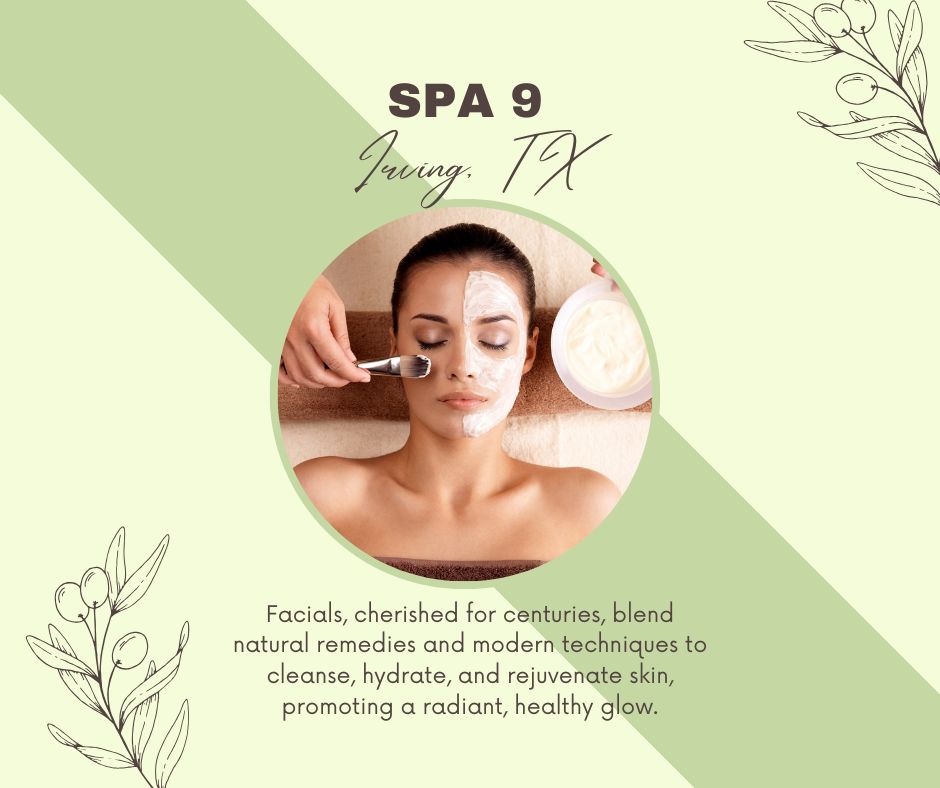 SPA 9
Irving, TX
Facials, cherished for centuries, blend
natural remedies and modern techniques to
cleanse, hydrate, and rejuvenate skin,
promoting a radiant, healthy glow.